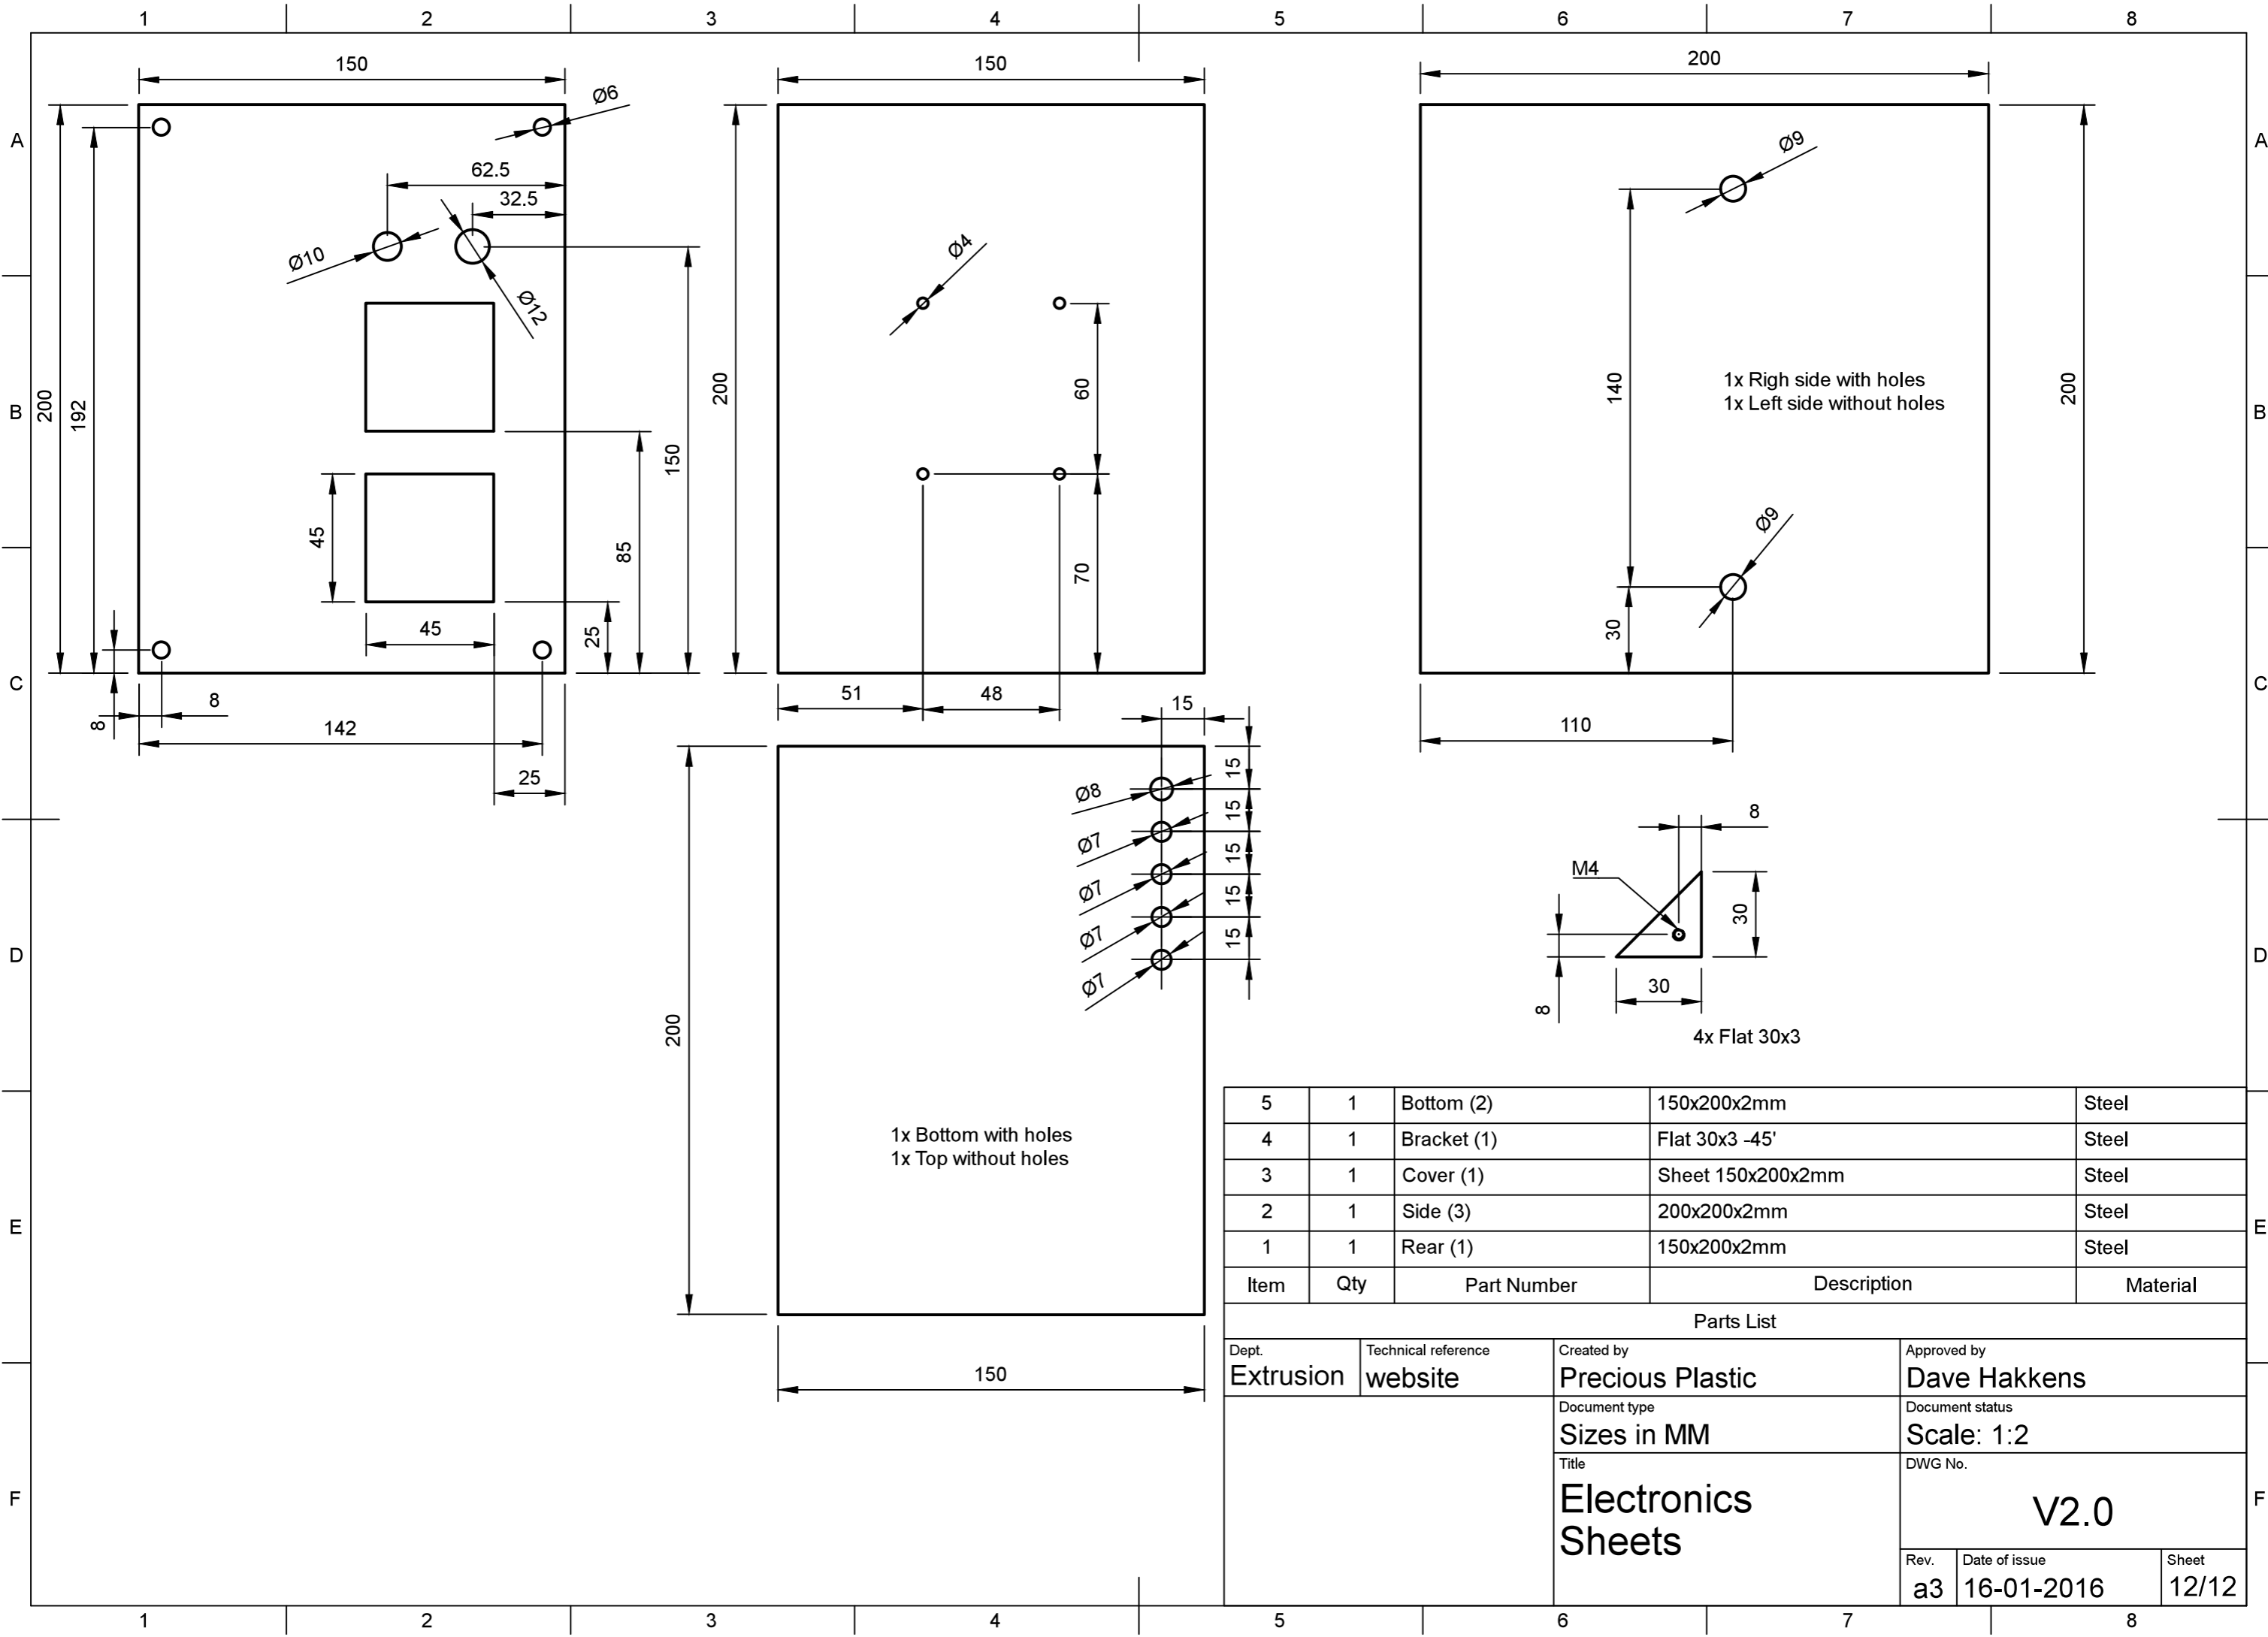 1 2 3 4 5 6 7 8
A A
B B
C C
D D
E E
F F
150
Ø6
62.5
32.5
Ø10
Ø12
200
192
150
85
45
45
25
8
8
142
25
150
Ø4
200
60
70
51
48
200
Ø9
140
1x Righ side with holes
1x Left side without holes
200
Ø9
30
110
15
15
Ø8
15
Ø7
15
Ø7
15
Ø7
15
Ø7
200
1x Bottom with holes
1x Top without holes
150
8
M4
30
8
30
4x Flat 30x3
5 1 Bottom (2) 150x200x2mm Steel
4 1 Bracket (1) Flat 30x3 -45' Steel
3 1 Cover (1) Sheet 150x200x2mm Steel
2 1 Side (3) 200x200x2mm Steel
1 1 Rear (1) 150x200x2mm Steel
Item Qty Part Number Description Material
Parts List
Dept. Technical reference Created by Approved by
Extrusion website Precious Plastic Dave Hakkens
Document type Document status
Sizes in MM Scale: 1:2
Title DWG No.
Electronics
Sheets
V2.0
Rev. Date of issue Sheet
a3 16-01-2016 12/12
1 2 3 4 5 6 7 8